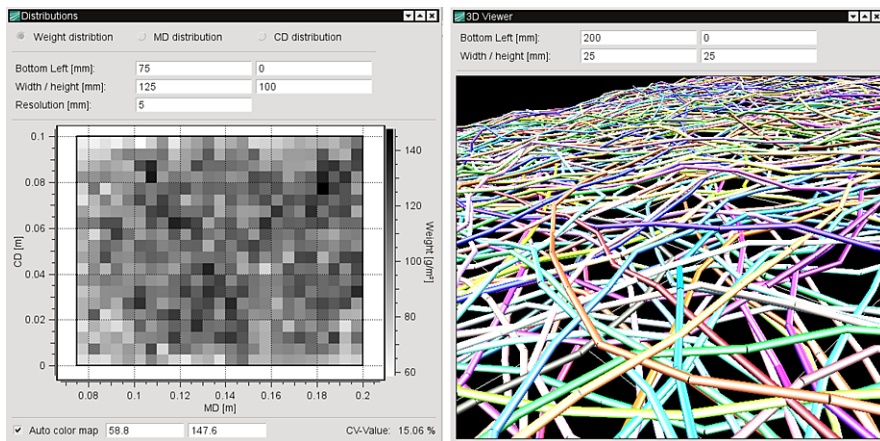 Distributions
Weight distribtion MD distribution CD distribution
Bottom Left [mm]: 75 0
Width / height [mm]: 125 100
Resolution [mm]: 5
0.1
0.08
0.06
0.04
0.02
0
CD [m]
0.08 0.1 0.12 0.14 0.16 0.18 0.2
MD [m]
140
120
100
80
60
Weight [g/m²]
Auto color map 58.8 147.6 CV-Value: 15.06 %
3D Viewer
Bottom Left [mm]: 200 0
Width / height [mm]: 25 25